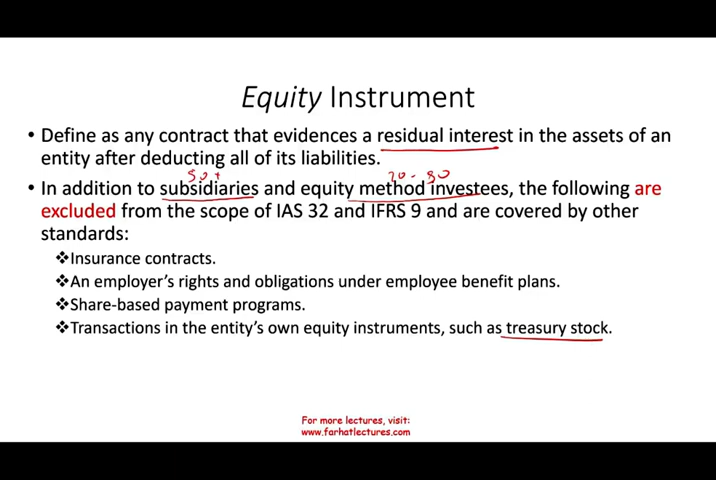 Equity Instrument
• Define as any contract that evidences a residual interest in the assets of an
entity after deducting all of its liabilities.
50+ 20-50
• In addition to subsidiaries and equity method investees, the following are
excluded from the scope of IAS 32 and IFRS 9 and are covered by other
standards:
❖Insurance contracts.
❖An employer's rights and obligations under employee benefit plans.
❖Share-based payment programs.
❖Transactions in the entity's own equity instruments, such as treasury stock.
For more lectures, visit:
www.farhatlectures.com